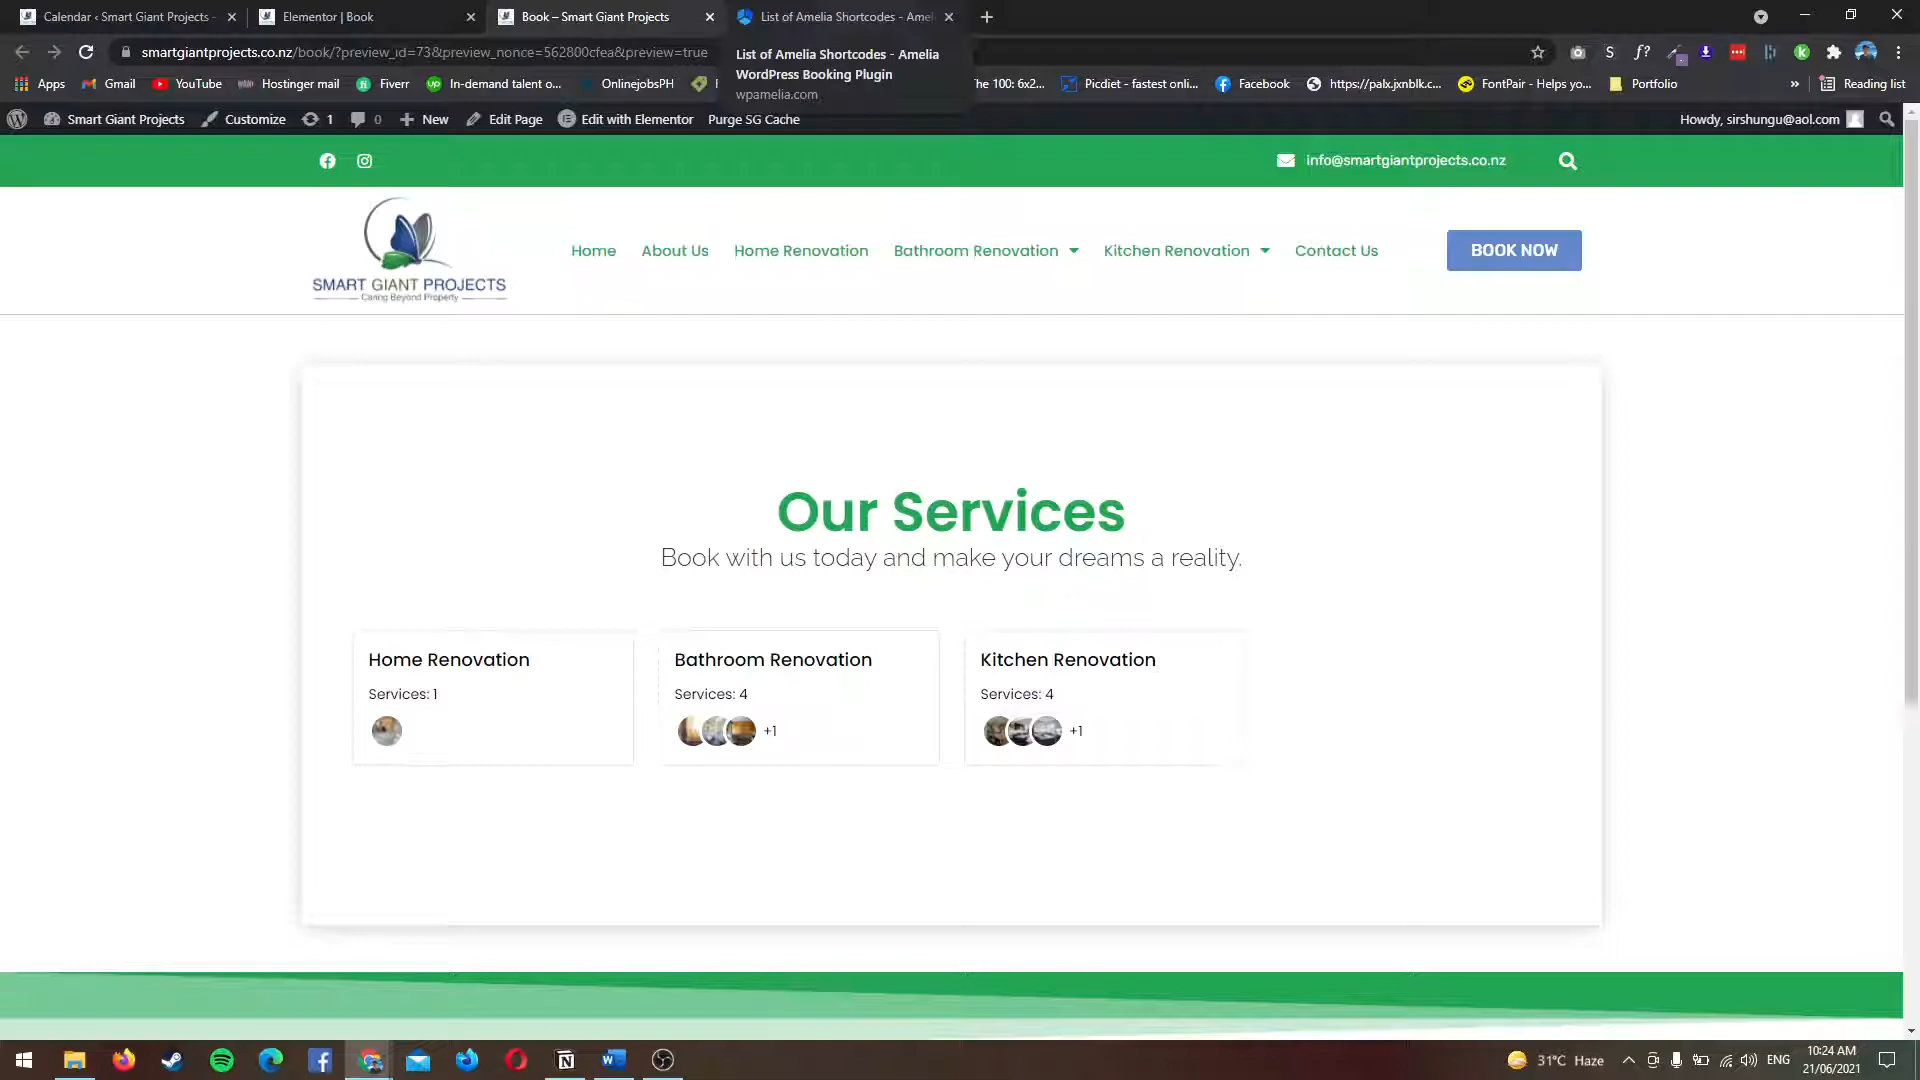 Calendar ‹ Smart Giant Projects -
Elementor | Book
Book – Smart Giant Projects
List of Amelia Shortcodes - Amel
smartgiantprojects.co.nz/book/?preview_id=73&preview_nonce=562800cfea&preview=true
List of Amelia Shortcodes - Amelia
WordPress Booking Plugin
wpamelia.com
Apps
Gmail
YouTube
Hostinger mail
Fiverr
In-demand talent o...
OnlinejobsPH
The 100: 6x2...
Picdiet - fastest onli...
Facebook
https://palx.jxnblk.c...
FontPair - Helps yo...
Portfolio
»
Reading list
Smart Giant Projects
Customize
1
0
New
Edit Page
Edit with Elementor
Purge SG Cache
Howdy, sirshungu@aol.com
info@smartgiantprojects.co.nz
SMART GIANT PROJECTS
Caring Beyond Property
Home
About Us
Home Renovation
Bathroom Renovation
Kitchen Renovation
Contact Us
BOOK NOW
Our Services
Book with us today and make your dreams a reality.
Home Renovation
Services: 1
Bathroom Renovation
Services: 4
+1
Kitchen Renovation
Services: 4
+1
31°C Haze
ENG
10:24 AM
21/06/2021